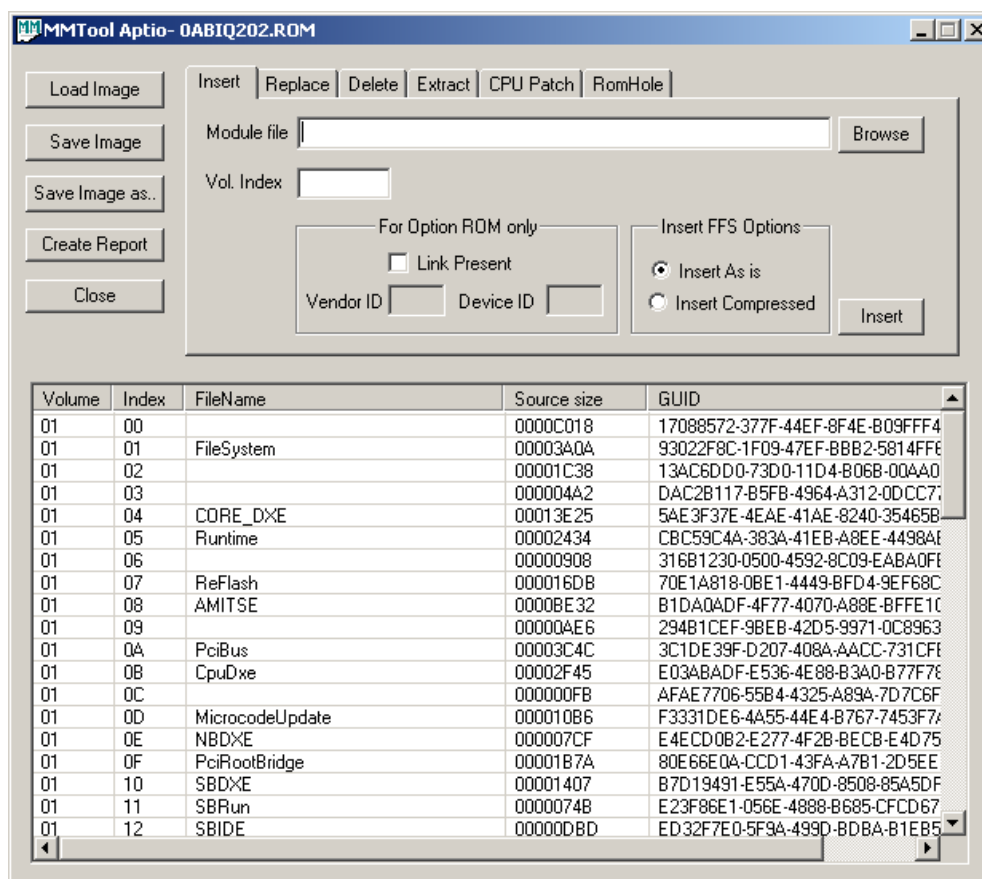 MMTool Aptio- 0ABIQ202.ROM
Load Image
Save Image
Save Image as..
Create Report
Close
Insert Replace Delete Extract CPU Patch RomHole
Module file Browse
Vol. Index
For Option ROM only
Link Present
Vendor ID Device ID
Insert FFS Options
Insert As is
Insert Compressed
Insert
Volume Index FileName Source size GUID
01 00 0000C018 17088572-377F-44EF-8F4E-B09FFF4
01 01 FileSystem 00003A0A 93022F8C-1F09-47EF-BBB2-5814FF6
01 02 00001C38 13AC6DD0-73D0-11D4-B06B-00AA0
01 03 000004A2 DAC2B117-B5FB-4964-A312-0DCC77
01 04 CORE_DXE 00013E25 5AE3F37E-4EAE-41AE-8240-35465B
01 05 Runtime 00002434 CBC59C4A-383A-41EB-A8EE-4498AE
01 06 00000908 316B1230-0500-4592-8C09-EABA0FB
01 07 ReFlash 000016DB 70E1A818-0BE1-4449-BFD4-9EF68C
01 08 AMITSE 0000BE32 B1DA0ADF-4F77-4070-A88E-BFFE1C
01 09 00000AE6 294B1CEF-9BEB-42D5-9971-0C8963
01 0A PciBus 00003C4C 3C1DE39F-D207-408A-AACC-731CFB
01 0B CpuDxe 00002F45 E03ABADF-E536-4E88-B3A0-B77F78
01 0C 000000FB AFAE7706-55B4-4325-A89A-7D7C6F
01 0D MicrocodeUpdate 000010B6 F3331DE6-4A55-44E4-B767-7453F7A
01 0E NBDXE 000007CF E4ECD0B2-E277-4F2B-BECB-E4D75
01 0F PciRootBridge 00001B7A 80E66E0A-CCD1-43FA-A7B1-2D5EE
01 10 SBDXE 00001407 B7D19491-E55A-470D-8508-85A5DF
01 11 SBRun 0000074B E23F86E1-056E-4888-B685-CFCD67
01 12 SBIDE 00000DBD ED32F7E0-5F9A-499D-BDBA-B1EB5